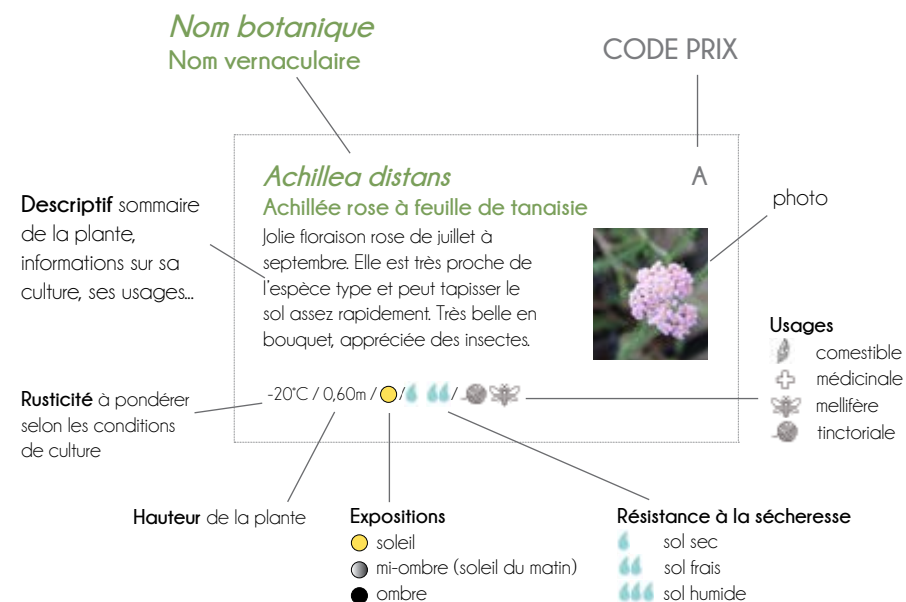 Nom botanique
Nom vernaculaire
CODE PRIX
Achillea distans
A
Achillée rose à feuille de tanaisie
Jolie floraison rose de juillet à
septembre. Elle est très proche de
l'espèce type et peut tapisser le
sol assez rapidement. Très belle en
bouquet, appréciée des insectes.
-20°C / 0,60m / / /
Descriptif sommaire
de la plante,
informations sur sa
culture, ses usages...
photo
Usages
comestible
médicinale
mellifère
tinctoriale
Rusticité à pondérer
selon les conditions
de culture
Hauteur de la plante
Expositions
soleil
mi-ombre (soleil du matin)
ombre
Résistance à la sécheresse
sol sec
sol frais
sol humide